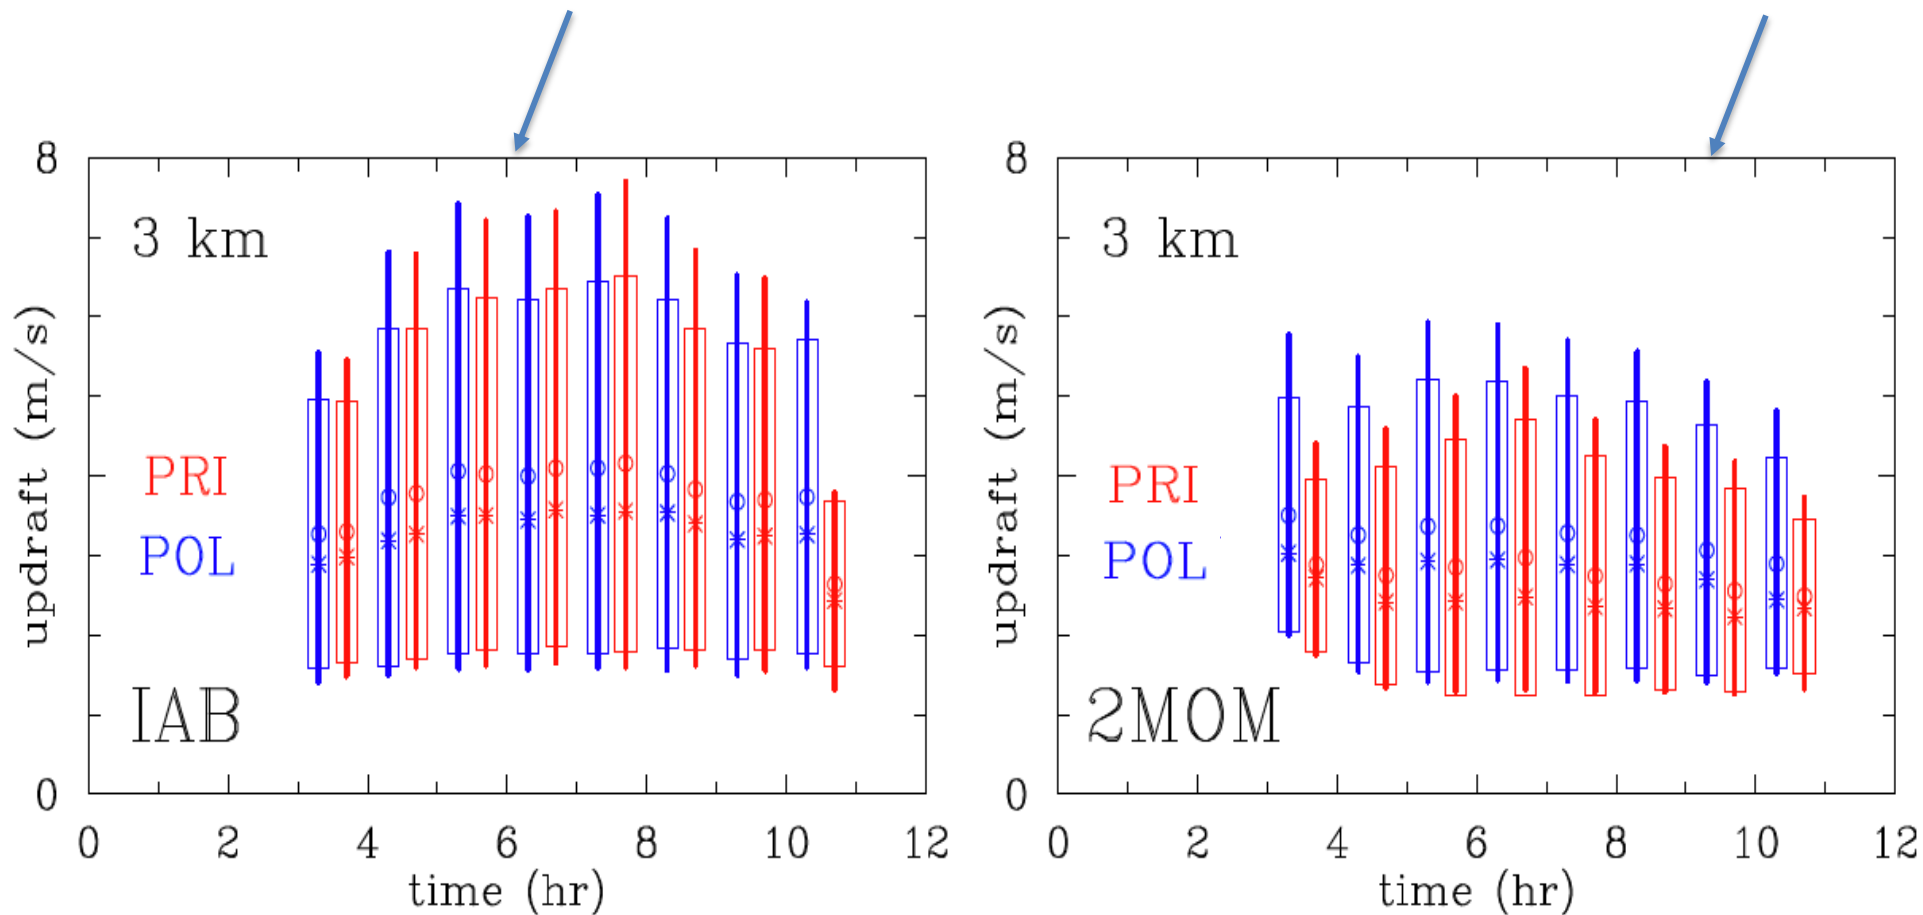 8
3 km
PRI
POL
IAB
0
updraft (m/s)
0 2 4 6 8 10 12
time (hr)
8
3 km
PRI
POL
2MOM
0
updraft (m/s)
0 2 4 6 8 10 12
time (hr)